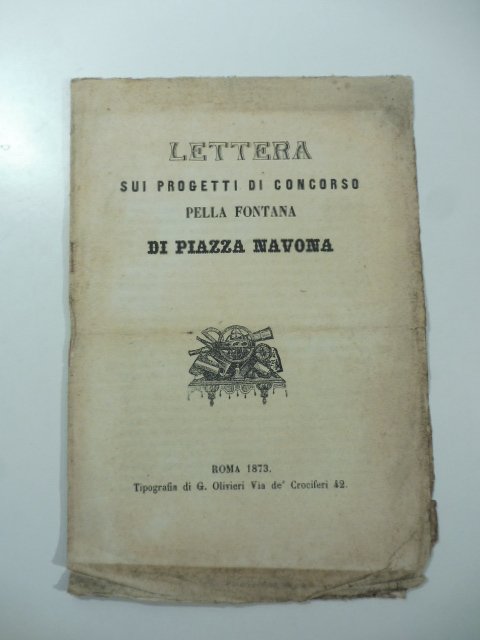 LETTERA
SUI PROGETTI DI CONCORSO
PELLA FONTANA
DI PIAZZA NAVONA
ROMA 1873.
Tipografia di G. Olivieri Via de' Crociferi 42.